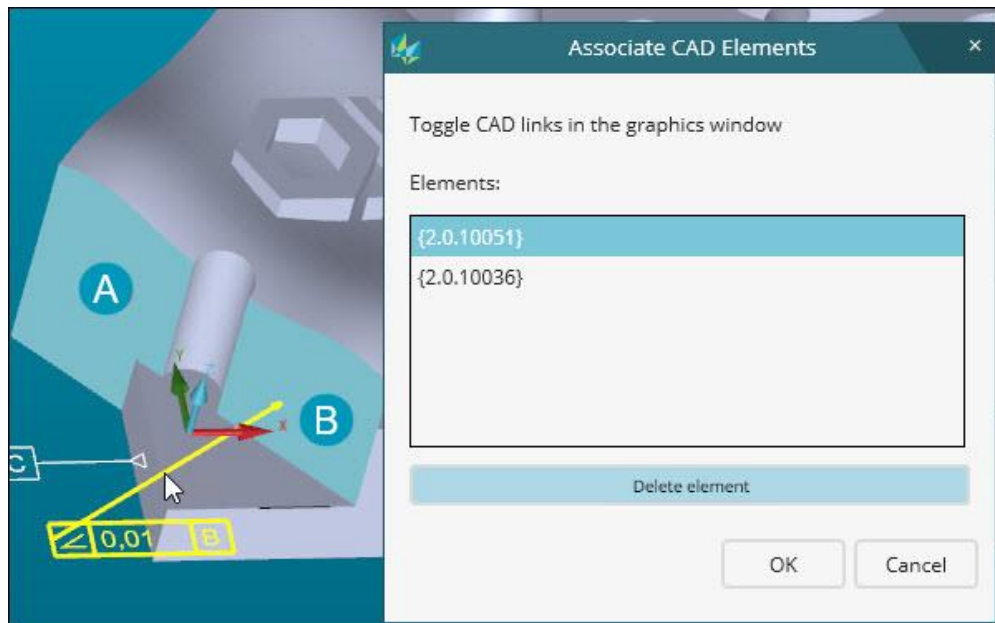 Associate CAD Elements
×
Toggle CAD links in the graphics window
Elements:
{2.0.10051}
{2.0.10036}
Delete element
OK
Cancel
A
B
Y
Z
X
C
∠ 0,01 B